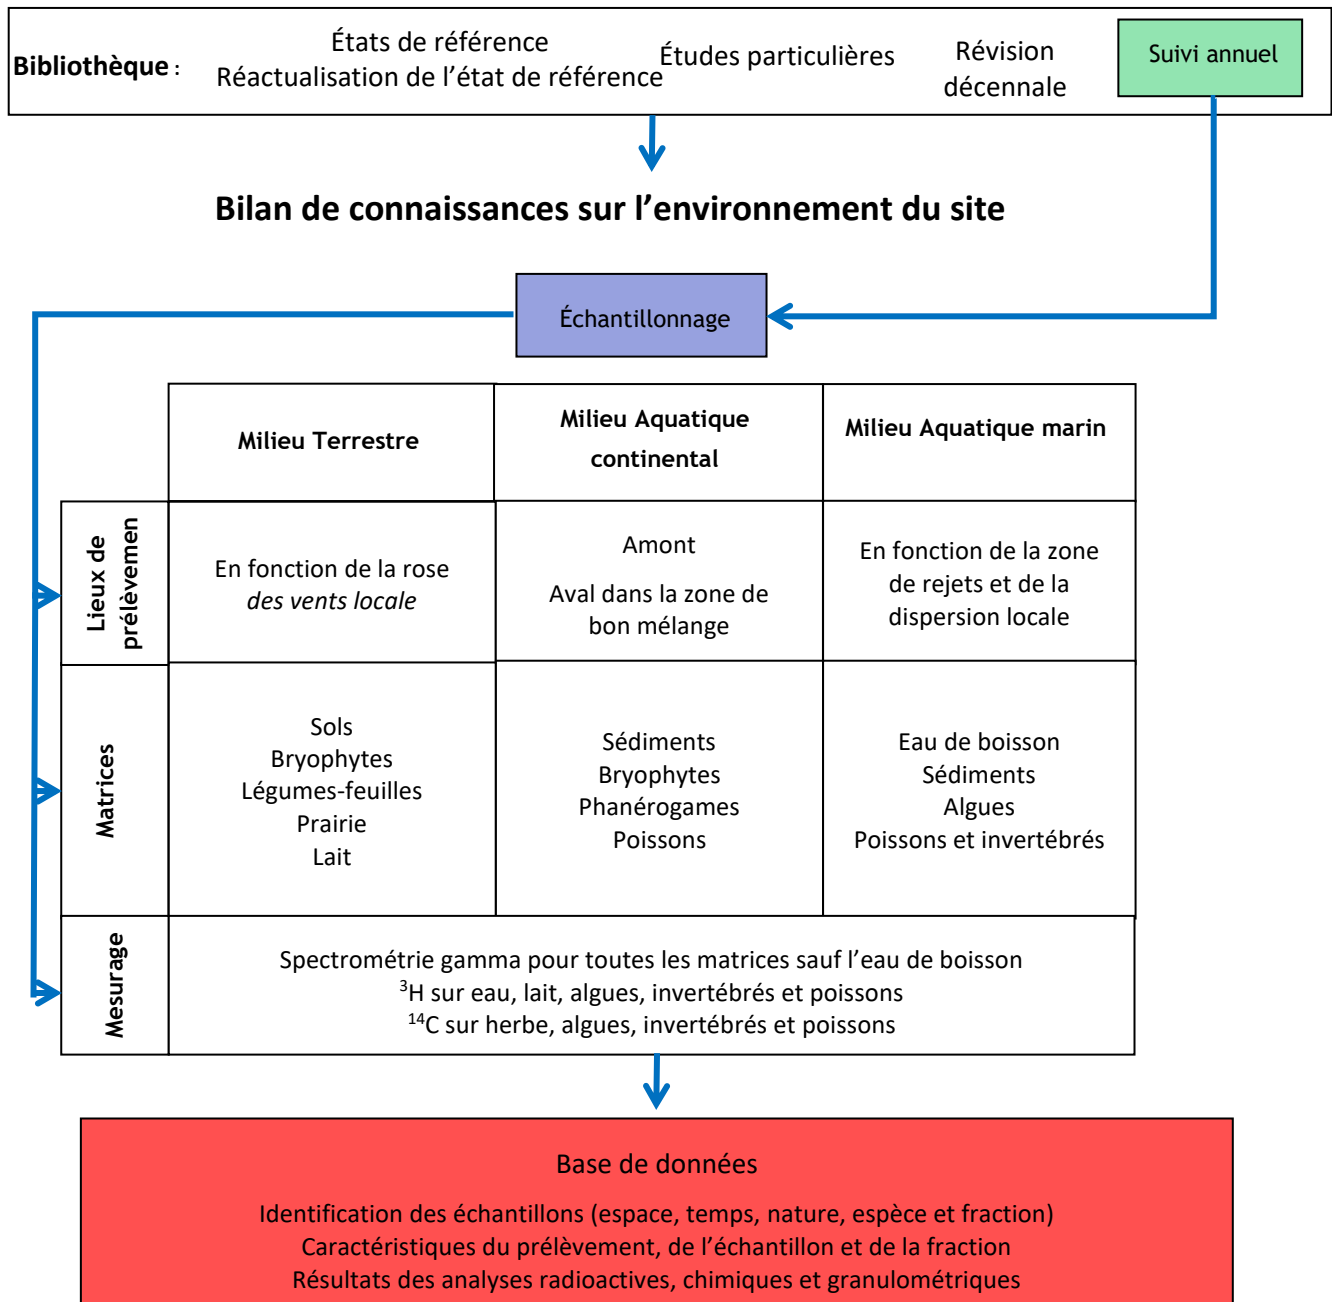 Bibliothèque :
États de référence
Réactualisation de l’état de référence
Études particulières
Révision
décennale
Suivi annuel
Bilan de connaissances sur l’environnement du site
Échantillonnage
Milieu Terrestre
Milieu Aquatique
continental
Milieu Aquatique marin
Lieux de
prélèvemen
En fonction de la rose
des vents locale
Amont
Aval dans la zone de
bon mélange
En fonction de la zone
de rejets et de la
dispersion locale
Matrices
Sols
Bryophytes
Légumes-feuilles
Prairie
Lait
Sédiments
Bryophytes
Phanérogames
Poissons
Eau de boisson
Sédiments
Algues
Poissons et invertébrés
Mesurage
Spectrométrie gamma pour toutes les matrices sauf l’eau de boisson
³H sur eau, lait, algues, invertébrés et poissons
¹⁴C sur herbe, algues, invertébrés et poissons
Base de données
Identification des échantillons (espace, temps, nature, espèce et fraction)
Caractéristiques du prélèvement, de l’échantillon et de la fraction
Résultats des analyses radioactives, chimiques et granulométriques